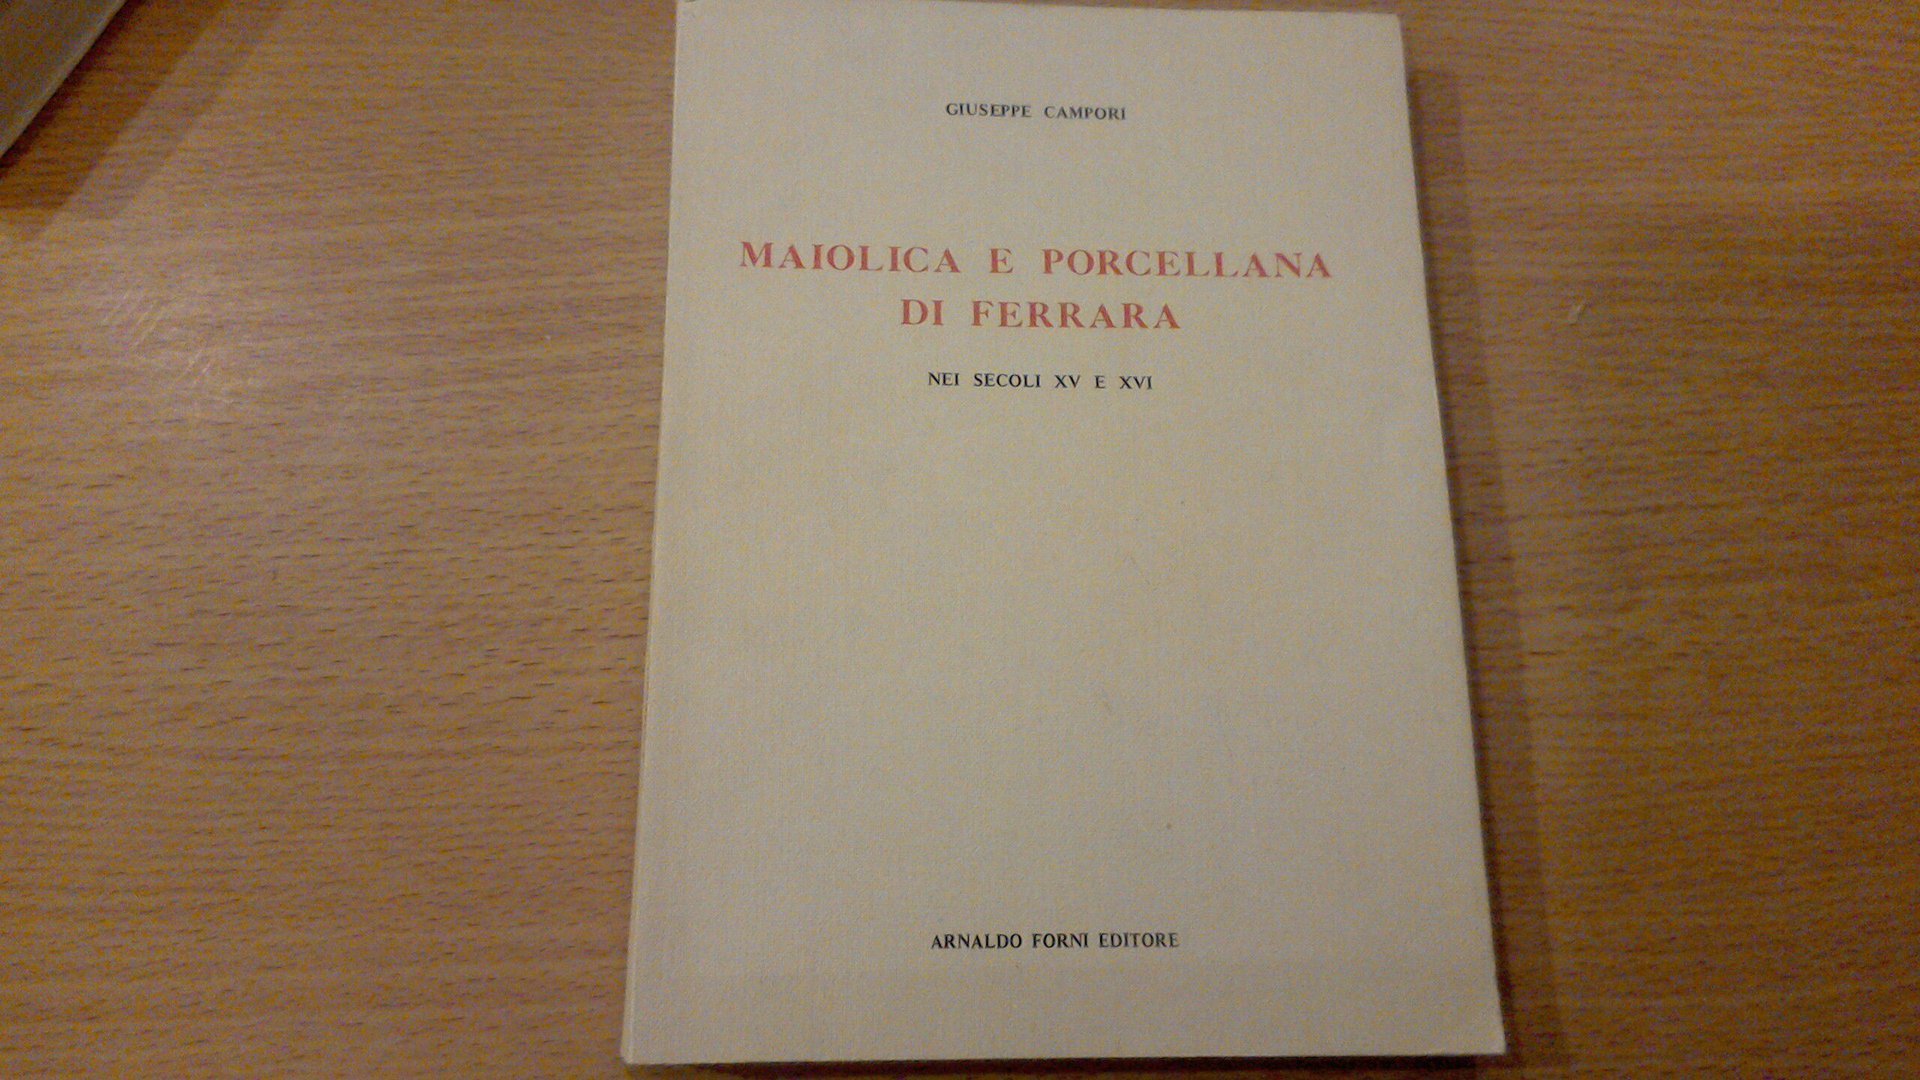 GIUSEPPE CAMPORI
MAIOLICA E PORCELLANA
DI FERRARA
NEI SECOLI XV E XVI
ARNALDO FORNI EDITORE